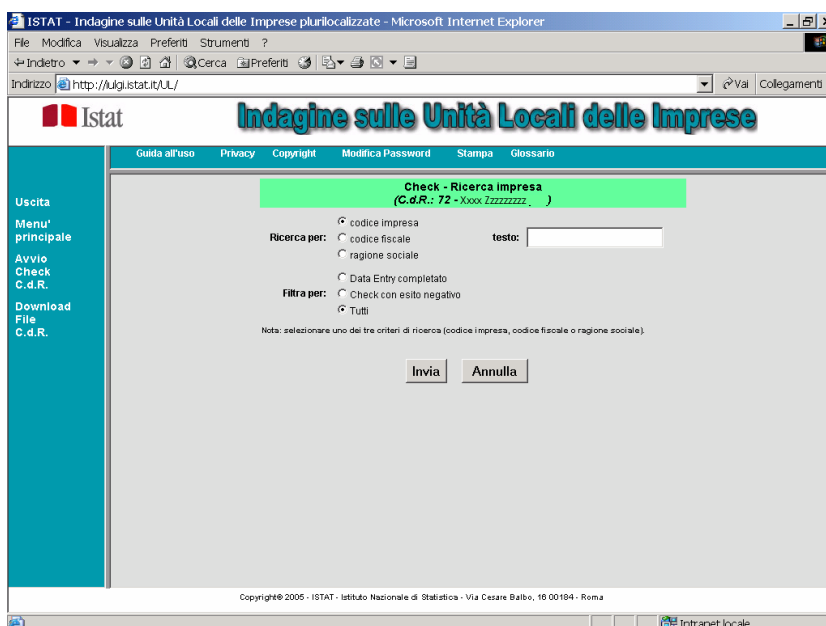 ISTAT - Indagine sulle Unità Locali delle Imprese plurilocalizzate - Microsoft Internet Explorer
File Modifica Visualizza Preferiti Strumenti ?
Indietro Cerca Preferiti
Indirizzo http://luigi.istat.it/UL/ Vai Collegamenti
Istat Indagine sulle Unità Locali delle Imprese
Guida all'uso Privacy Copyright Modifica Password Stampa Glossario
Check - Ricerca impresa
(C.d.R.: 72 - Xxxx Zzzzzzzzz )
Uscita
Menu'
principale
Avvio
Check
C.d.R.
Download
File
C.d.R.
Ricerca per:
codice impresa
codice fiscale
ragione sociale
testo:
Filtra per:
Data Entry completato
Check con esito negativo
Tutti
Nota: selezionare uno dei tre criteri di ricerca (codice impresa, codice fiscale o ragione sociale).
Invia Annulla
Copyright© 2005 - ISTAT - Istituto Nazionale di Statistica - Via Cesare Balbo, 16 00184 - Roma
Intranet locale